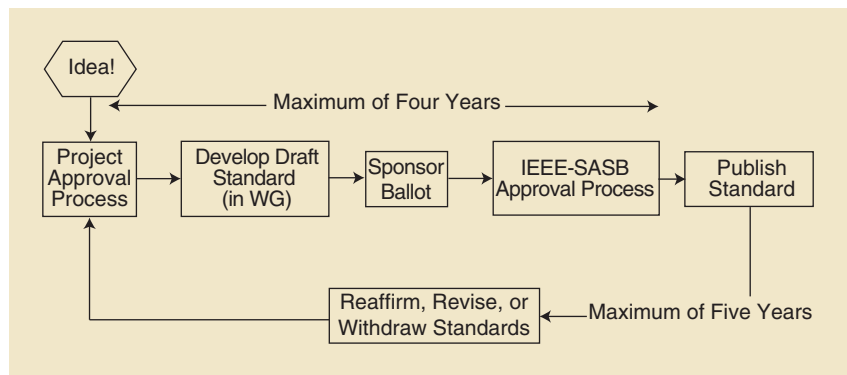 Idea!
Maximum of Four Years
Project
Approval
Process
Develop Draft
Standard
(in WG)
Sponsor
Ballot
IEEE-SASB
Approval Process
Publish
Standard
Reaffirm, Revise, or
Withdraw Standards
Maximum of Five Years